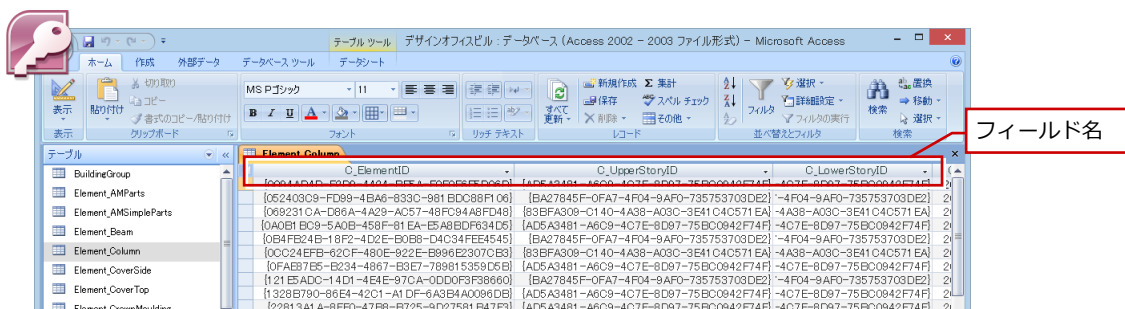 テーブル ツール デザインオフィスビル : データベース (Access 2002 - 2003 ファイル形式) - Microsoft Access
ホーム 作成 外部データ データベース ツール データシート
表示 貼り付け 切り取り コピー 書式のコピー/貼り付け
MS Pゴシック 11
B I U A
すべて更新 新規作成 保存 削除 Σ 集計 スペル チェック その他
フィルタ 選択 詳細設定 フィルタの実行
検索 置換 移動 選択
表示 クリップボード フォント リッチ テキスト レコード 並べ替えとフィルタ 検索
フィールド名
テーブル
Element_Column
C_ElementID C_UpperStoryID C_LowerStoryID
BuildingGroup
Element_AMParts
Element_AMSimpleParts
Element_Beam
Element_Column
Element_CoverSide
Element_CoverTop
{052403C9-FD99-4BA6-833C-981BDC88F106} {BA27845F-0FA7-4F04-9AF0-735753703DE2} -4F04-9AF0-735753703DE2}
{069231CA-D86A-4A29-AC57-48FC94A8FD48} {83BFA309-C140-4A38-A03C-3E41C4C571EA} -4A38-A03C-3E41C4C571EA}
{0A0B1BC9-5A0B-458F-81EA-E5A8BDF634D5} {AD5A3481-A6C9-4C7E-8D97-75BC0942F74F} -4C7E-8D97-75BC0942F74F}
{0B4FB24B-18F2-4D2E-B0B8-D4C34FEE4545} {BA27845F-0FA7-4F04-9AF0-735753703DE2} -4F04-9AF0-735753703DE2}
{0CC24EFB-62CF-480E-922E-B996E2307CB3} {83BFA309-C140-4A38-A03C-3E41C4C571EA} -4A38-A03C-3E41C4C571EA}
{0FAEB7B5-B234-4867-B3E7-789815359D5B} {AD5A3481-A6C9-4C7E-8D97-75BC0942F74F} -4C7E-8D97-75BC0942F74F}
{121E5ADC-14D1-4E4E-97CA-0DD0F3F38660} {BA27845F-0FA7-4F04-9AF0-735753703DE2} -4F04-9AF0-735753703DE2}
{1328B790-86E4-42C1-A1DF-6A3B4A0096DB} {AD5A3481-A6C9-4C7E-8D97-75BC0942F74F} -4C7E-8D97-75BC0942F74F}